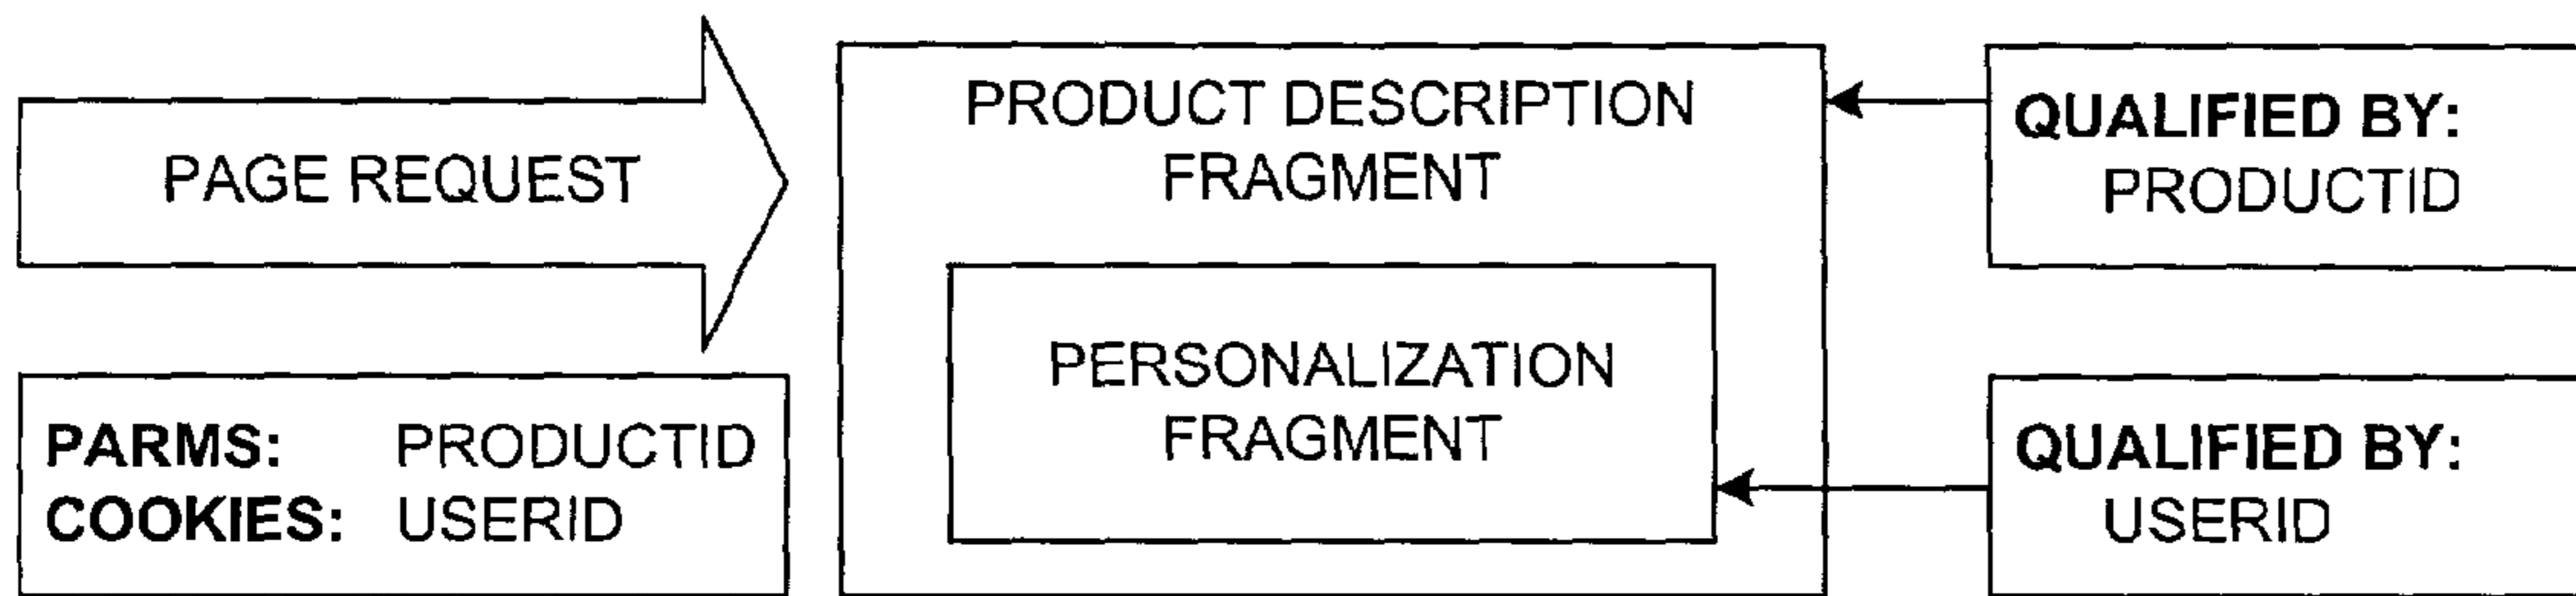 PAGE REQUEST
PARMS: PRODUCTID
COOKIES: USERID
PRODUCT DESCRIPTION
FRAGMENT
PERSONALIZATION
FRAGMENT
QUALIFIED BY:
PRODUCTID
QUALIFIED BY:
USERID